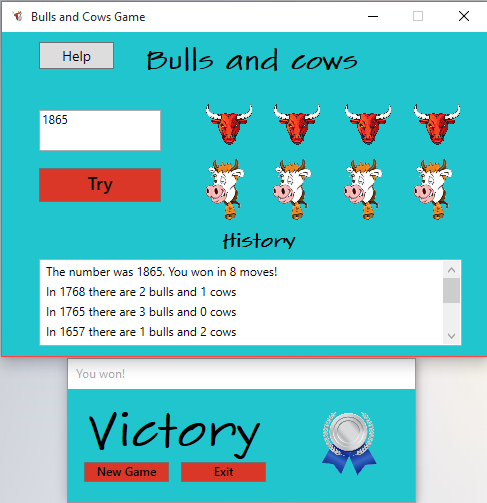 Bulls and Cows Game
Help
Bulls and cows
1865
Try
History
The number was 1865. You won in 8 moves!
In 1768 there are 2 bulls and 1 cows
In 1765 there are 3 bulls and 0 cows
In 1657 there are 1 bulls and 2 cows
You won!
Victory
New Game
Exit